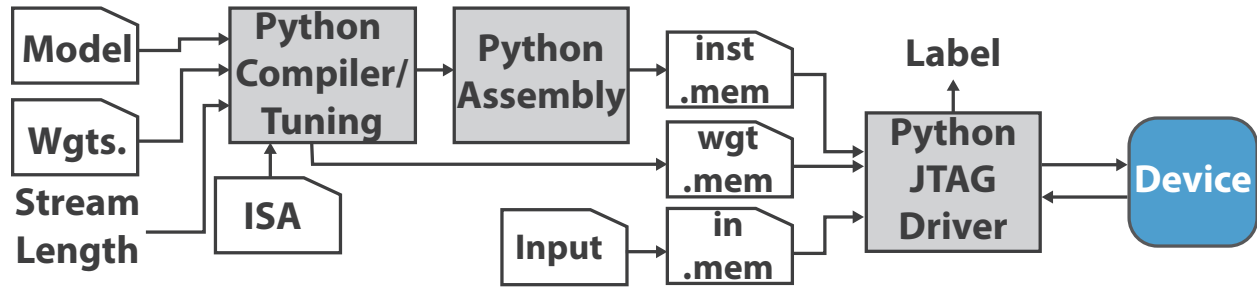 Model
Wgts.
Stream
Length
Python
Compiler/
Tuning
ISA
Python
Assembly
Input
inst
.mem
wgt
.mem
in
.mem
Label
Python
JTAG
Driver
Device